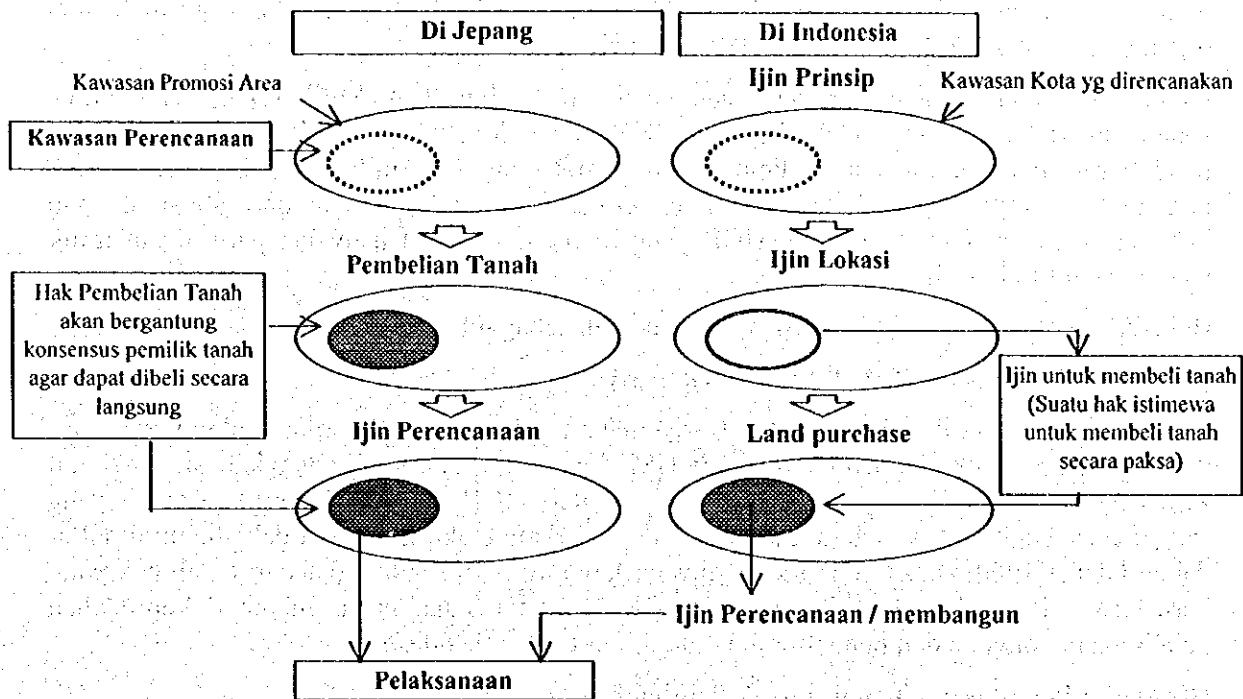 Di Jepang
Di Indonesia
Ijin Prinsip
Kawasan Promosi Area
Kawasan Kota yg direncanakan
Kawasan Perencanaan
Pembelian Tanah
Ijin Lokasi
Hak Pembelian Tanah
akan bergantung
konsensus pemilik tanah
agar dapat dibeli secara
langsung
Ijin untuk membeli tanah
(Suatu hak istimewa
untuk membeli tanah
secara paksa)
Ijin Perencanaan
Land purchase
Ijin Perencanaan / membangun
Pelaksanaan